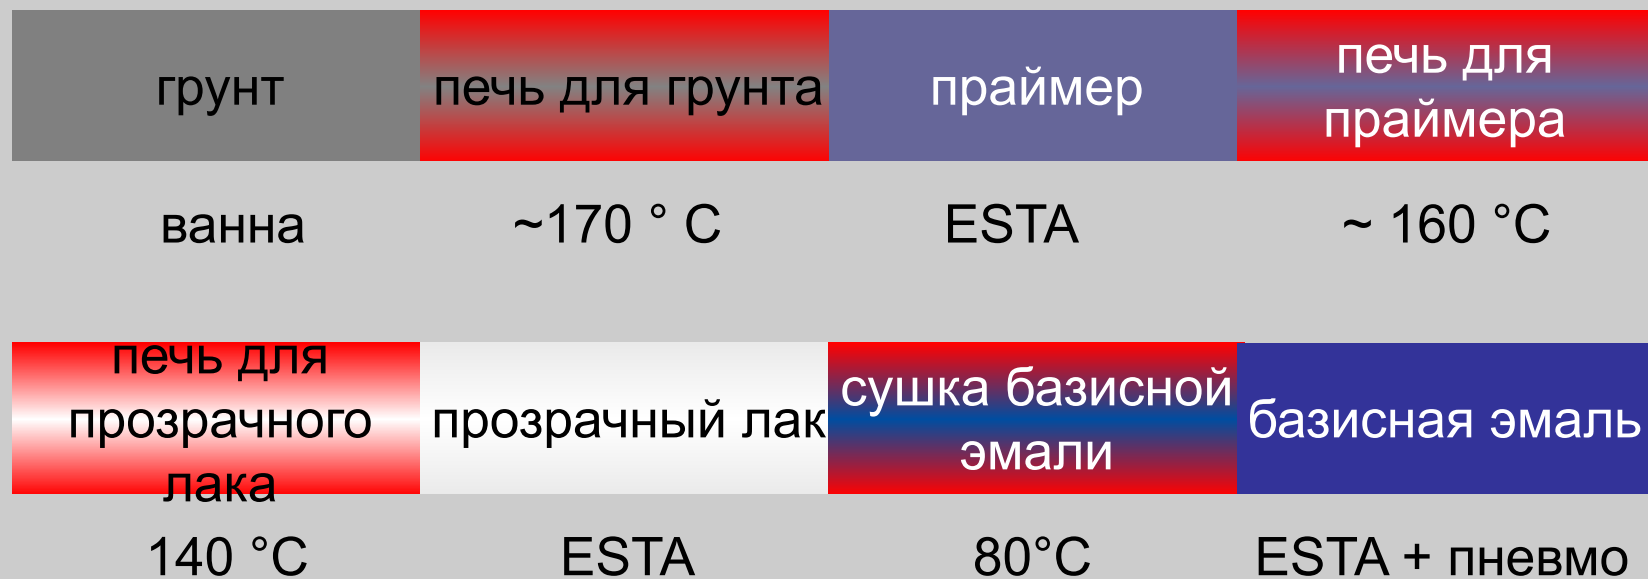 грунт
печь для грунта
праймер
печь для
праймера
ванна
~170 ° C
ESTA
~ 160 °C
печь для
прозрачного
лака
прозрачный лак
сушка базисной
эмали
базисная эмаль
140 °C
ESTA
80°C
ESTA + пневмо